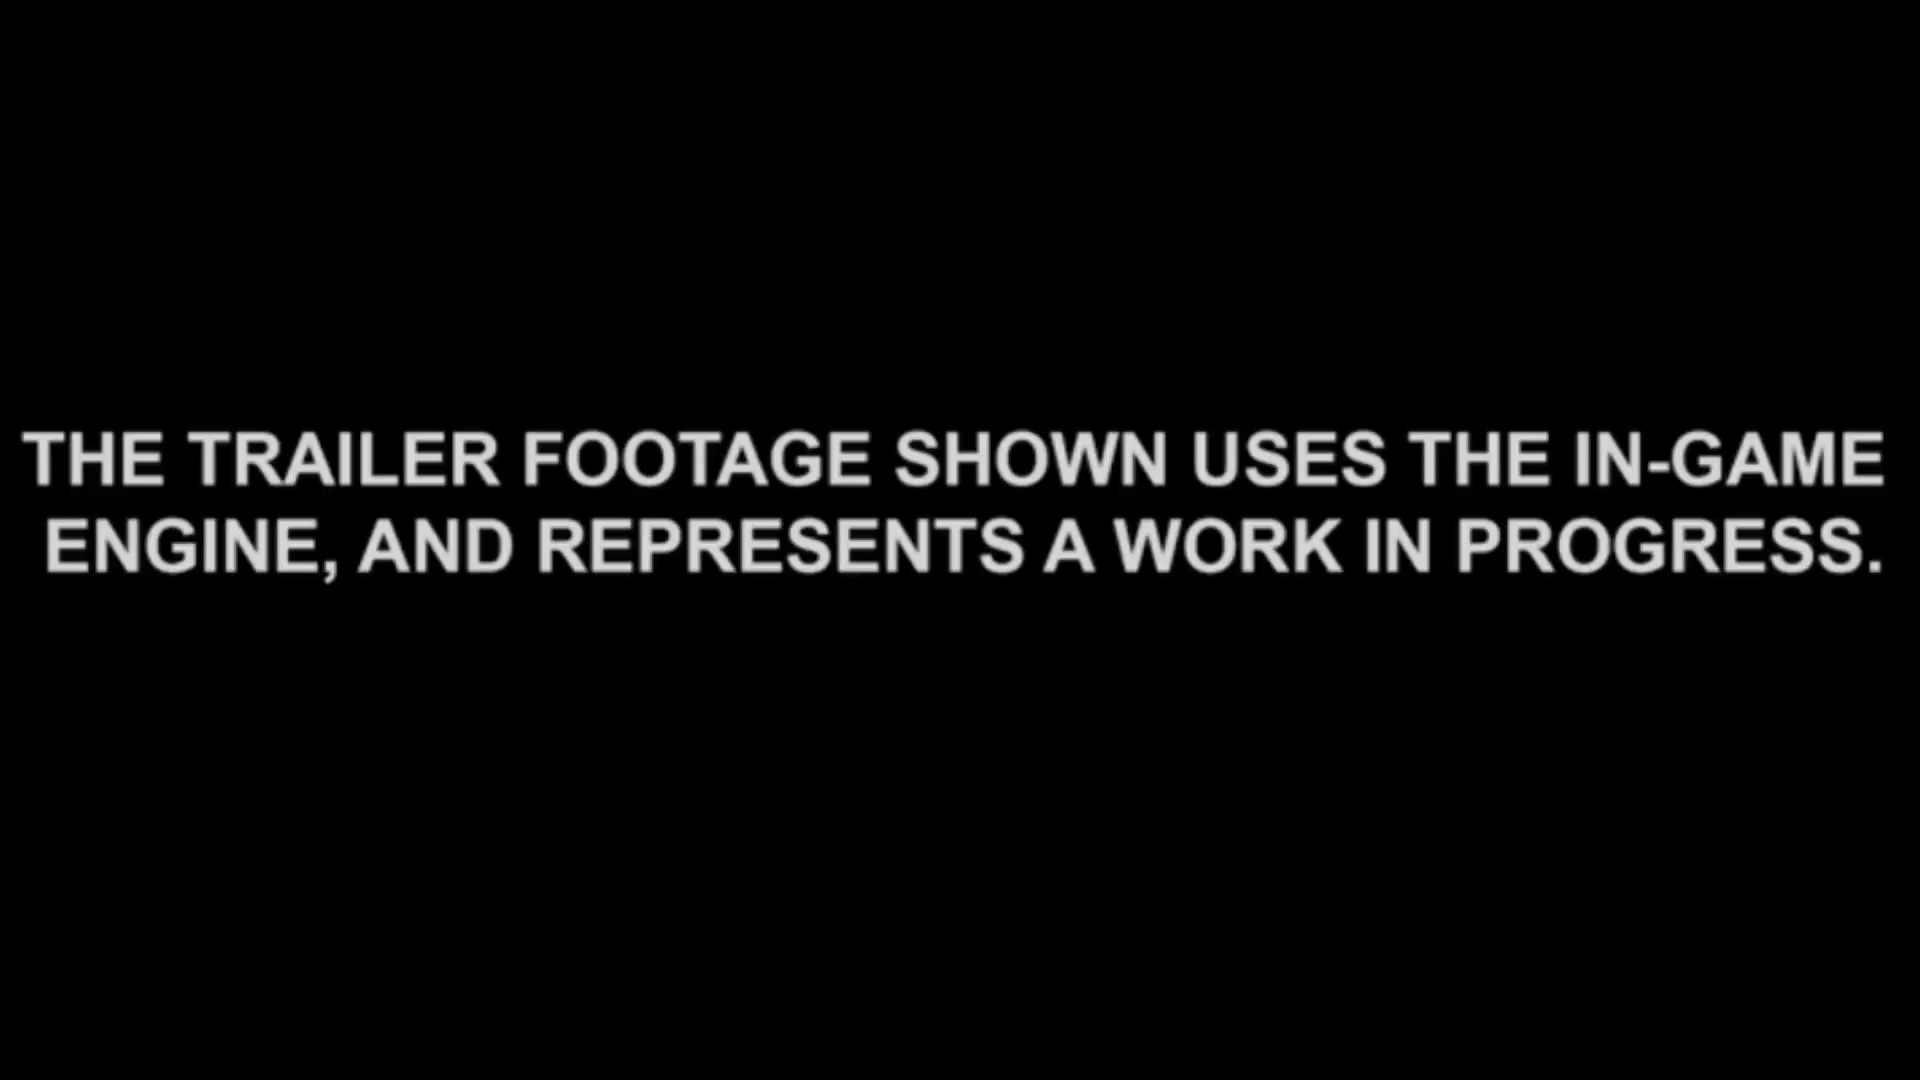 THE TRAILER FOOTAGE SHOWN USES THE IN-GAME
ENGINE, AND REPRESENTS A WORK IN PROGRESS.